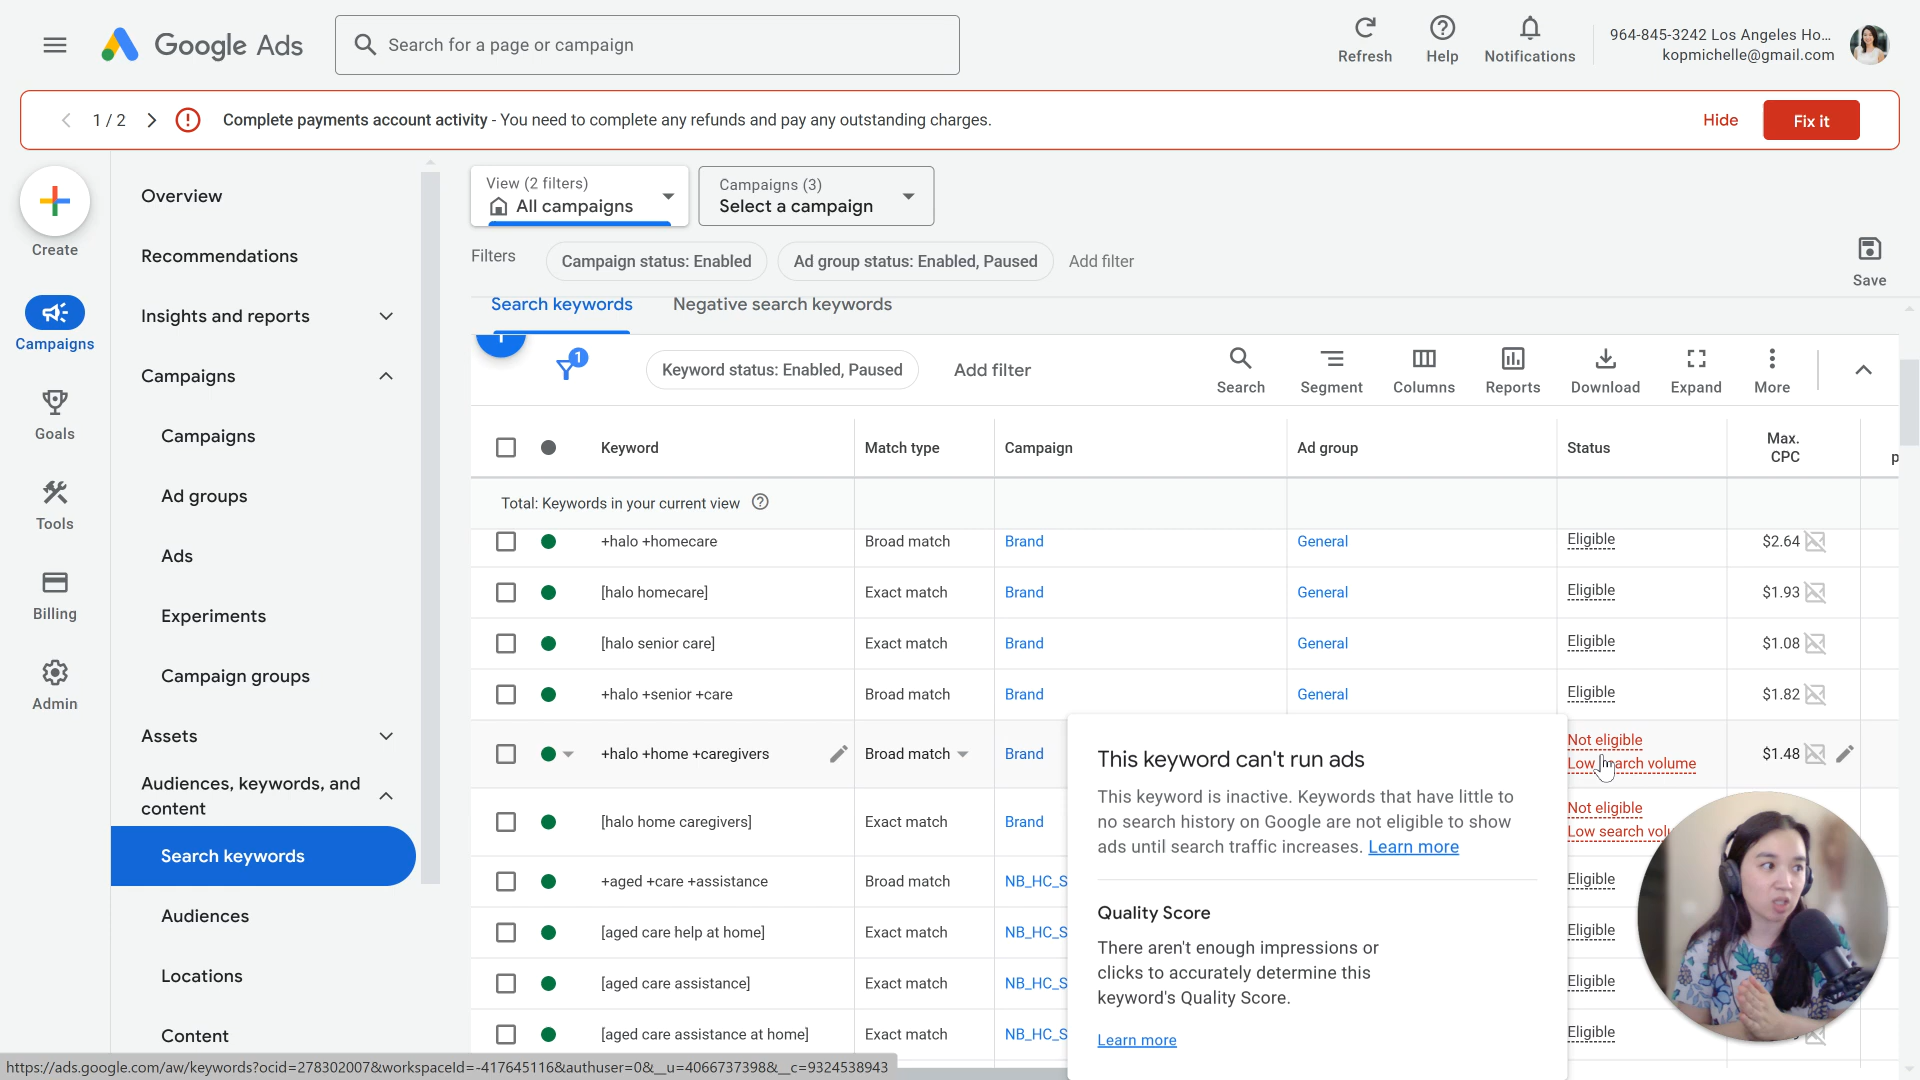 Google Ads
Search for a page or campaign
Refresh
Help
Notifications
964-845-3242 Los Angeles Ho...
kopmichelle@gmail.com
1 / 2
Complete payments account activity - You need to complete any refunds and pay any outstanding charges.
Hide
Fix it
Create
Campaigns
Goals
Tools
Billing
Admin
Overview
Recommendations
Insights and reports
Campaigns
Campaigns
Ad groups
Ads
Experiments
Campaign groups
Assets
Audiences, keywords, and
content
Search keywords
Audiences
Locations
Content
View (2 filters)
All campaigns
Campaigns (3)
Select a campaign
Filters
Campaign status: Enabled
Ad group status: Enabled, Paused
Add filter
Save
Search keywords
Negative search keywords
1
Keyword status: Enabled, Paused
Add filter
Search
Segment
Columns
Reports
Download
Expand
More
Keyword
Match type
Campaign
Ad group
Status
Max.
CPC
p
Total: Keywords in your current view
+halo +homecare Broad match Brand General Eligible $2.64
[halo homecare] Exact match Brand General Eligible $1.93
[halo senior care] Exact match Brand General Eligible $1.08
+halo +senior +care Broad match Brand General Eligible $1.82
+halo +home +caregivers Broad match Brand Not eligible $1.48
Low search volume
[halo home caregivers] Exact match Brand Not eligible
Low search volu
+aged +care +assistance Broad match NB_HC_S Eligible
[aged care help at home] Exact match NB_HC_S Eligible
[aged care assistance] Exact match NB_HC_S Eligible
[aged care assistance at home] Exact match NB_HC_S Eligible
This keyword can't run ads
This keyword is inactive. Keywords that have little to
no search history on Google are not eligible to show
ads until search traffic increases. Learn more
Quality Score
There aren't enough impressions or
clicks to accurately determine this
keyword's Quality Score.
Learn more
https://ads.google.com/aw/keywords?ocid=278302007&workspaceId=-417645116&authuser=0&__u=4066737398&__c=9324538943